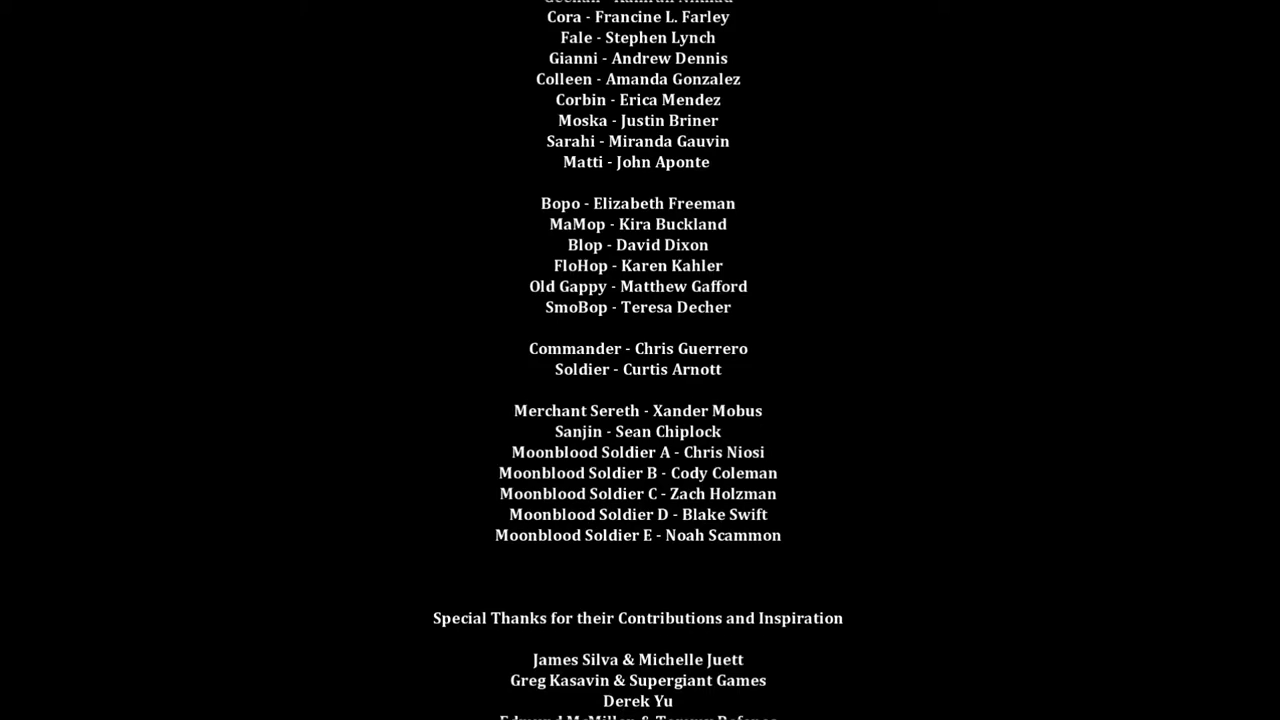 Cora - Francine L. Farley
Fale - Stephen Lynch
Gianni - Andrew Dennis
Colleen - Amanda Gonzalez
Corbin - Erica Mendez
Moska - Justin Briner
Sarahi - Miranda Gauvin
Matti - John Aponte
Bopo - Elizabeth Freeman
MaMop - Kira Buckland
Blop - David Dixon
FloHop - Karen Kahler
Old Gappy - Matthew Gafford
SmoBop - Teresa Decher
Commander - Chris Guerrero
Soldier - Curtis Arnott
Merchant Sereth - Xander Mobus
Sanjin - Sean Chiplock
Moonblood Soldier A - Chris Niosi
Moonblood Soldier B - Cody Coleman
Moonblood Soldier C - Zach Holzman
Moonblood Soldier D - Blake Swift
Moonblood Soldier E - Noah Scammon
Special Thanks for their Contributions and Inspiration
James Silva & Michelle Juett
Greg Kasavin & Supergiant Games
Derek Yu